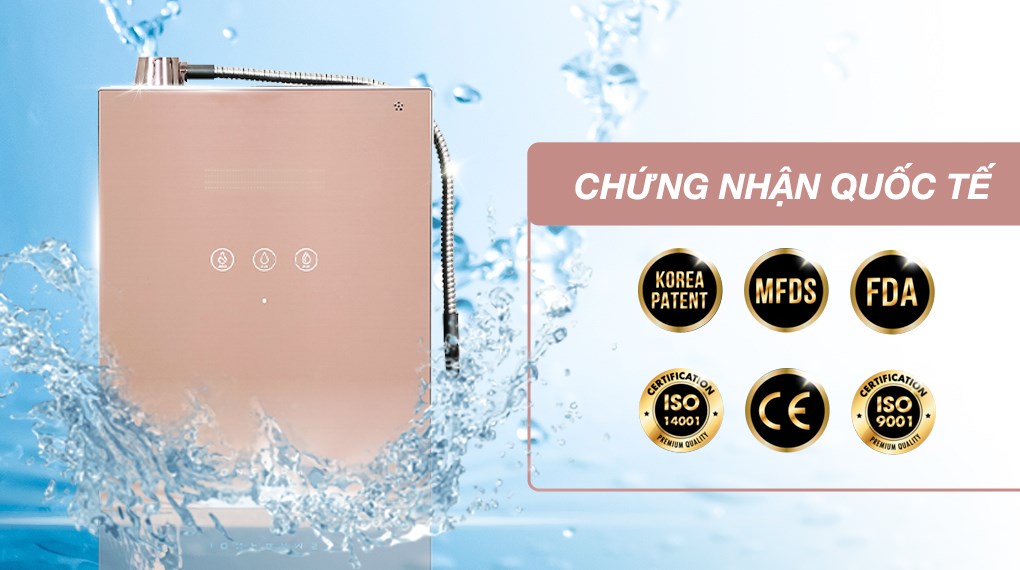 CHỨNG NHẬN QUỐC TẾ
KOREA
PATENT
MFDS
FDA
CERTIFICATION
ISO
14001
PREMIUM QUALITY
CE
CERTIFICATION
ISO
9001
PREMIUM QUALITY